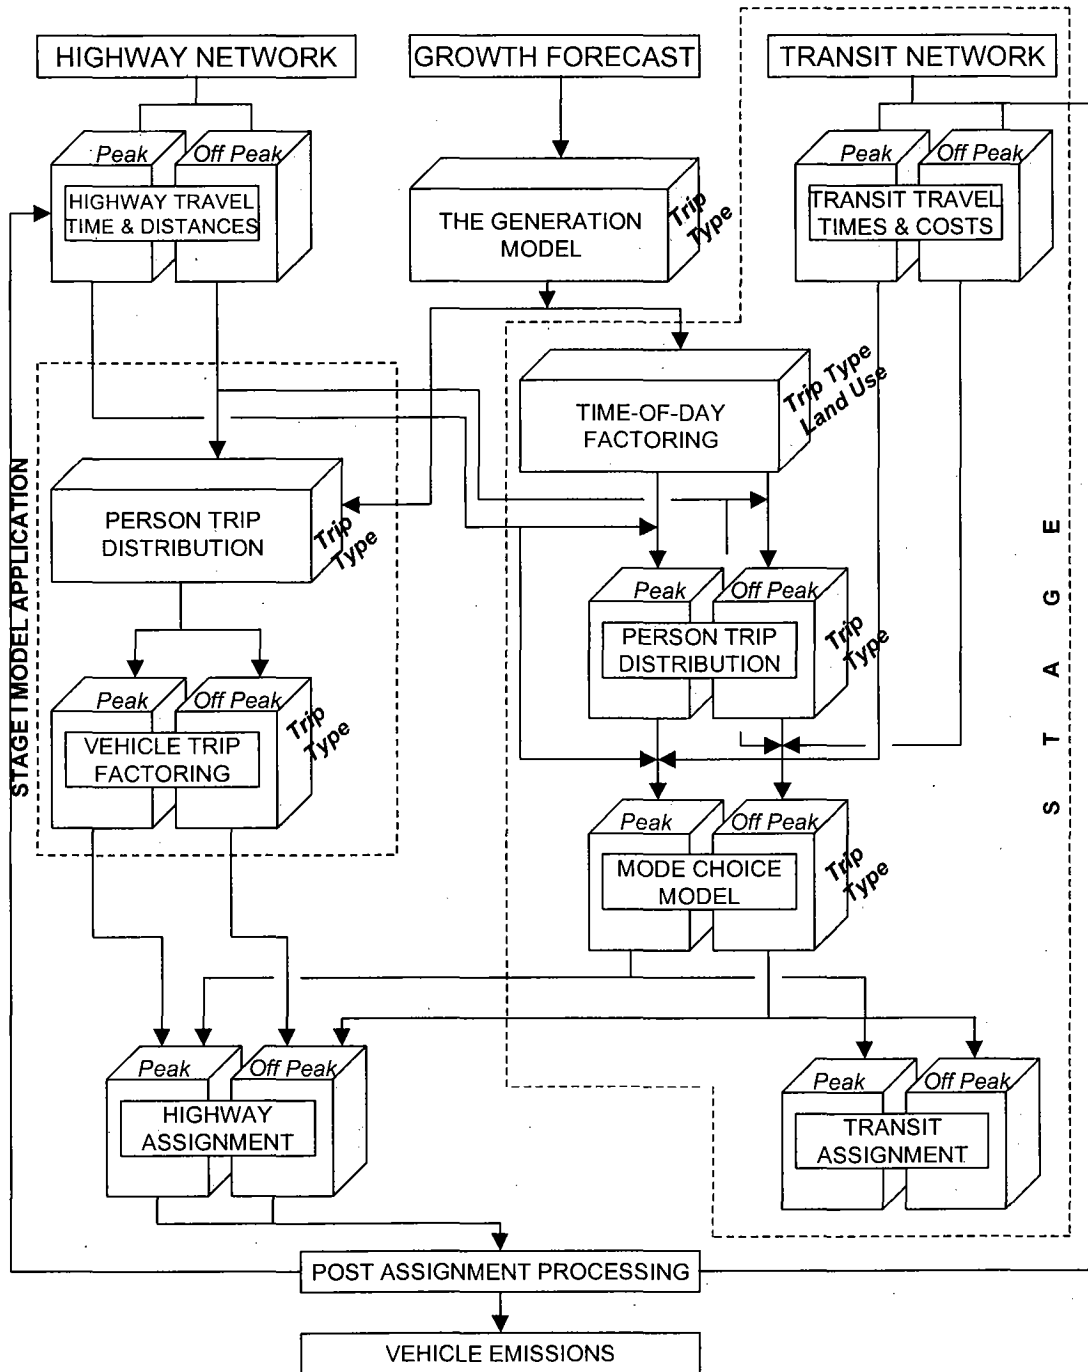 HIGHWAY NETWORK
GROWTH FORECAST
TRANSIT NETWORK
Peak
Off Peak
HIGHWAY TRAVEL
TIME & DISTANCES
THE GENERATION
MODEL
Trip
Type
Peak
Off Peak
TRANSIT TRAVEL
TIMES & COSTS
TIME-OF-DAY
FACTORING
Trip Type
Land Use
STAGE I MODEL APPLICATION
PERSON TRIP
DISTRIBUTION
Trip
Type
Peak
Off Peak
PERSON TRIP
DISTRIBUTION
Trip
Type
STAGE
Peak
Off Peak
VEHICLE TRIP
FACTORING
Trip
Type
Peak
Off Peak
MODE CHOICE
MODEL
Trip
Type
Peak
Off Peak
HIGHWAY
ASSIGNMENT
Peak
Off Peak
TRANSIT
ASSIGNMENT
POST ASSIGNMENT PROCESSING
VEHICLE EMISSIONS